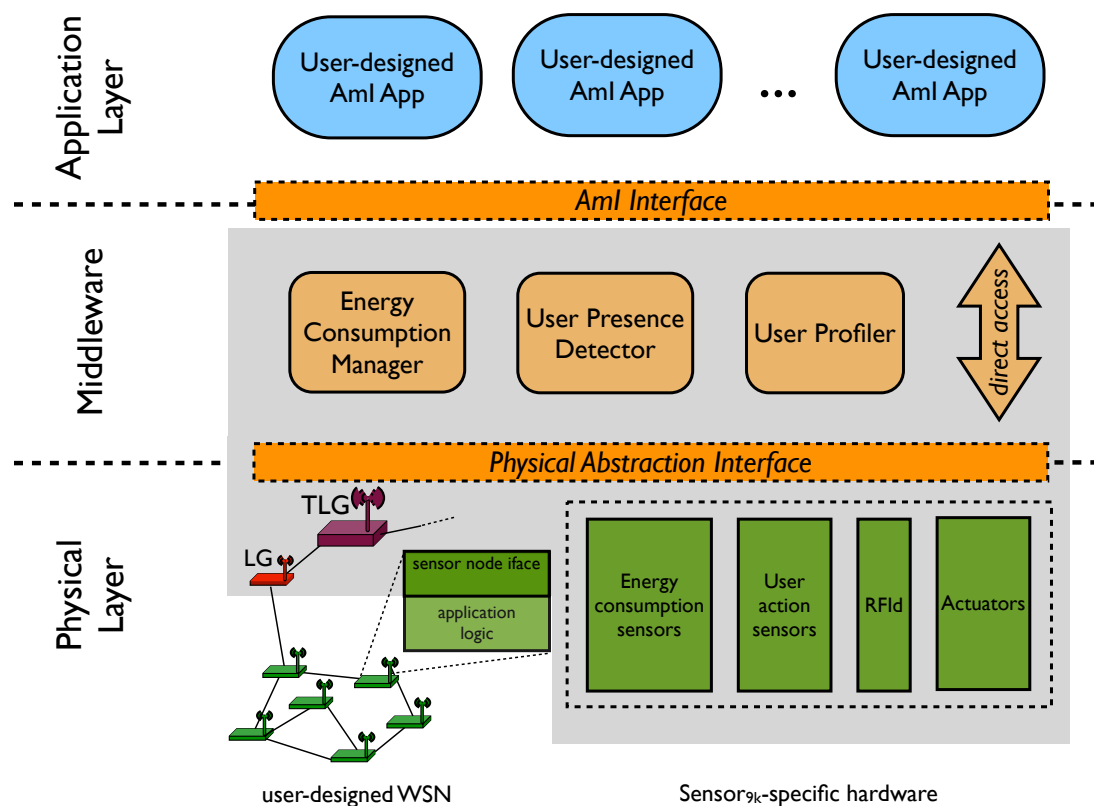 Application
Layer
User-designed
AmI App
User-designed
AmI App
...
User-designed
AmI App
AmI Interface
Middleware
Energy
Consumption
Manager
User Presence
Detector
User Profiler
direct access
Physical Abstraction Interface
Physical
Layer
TLG
LG
sensor node iface
application
logic
Energy
consumption
sensors
User
action
sensors
RFId
Actuators
user-designed WSN
Sensor9k-specific hardware